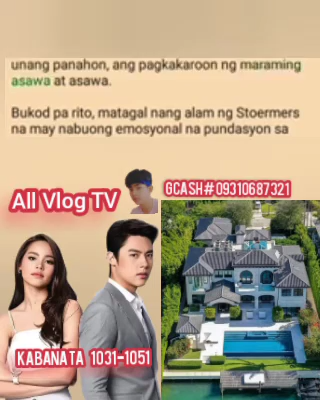 unang panahon, ang pagkakaroon ng maraming
asawa at asawa.
Bukod pa rito, matagal nang alam ng Stoermers
na may nabuong emosyonal na pundasyon sa
All Vlog TV
GCASH#09310687321
KABANATA 1031-1051